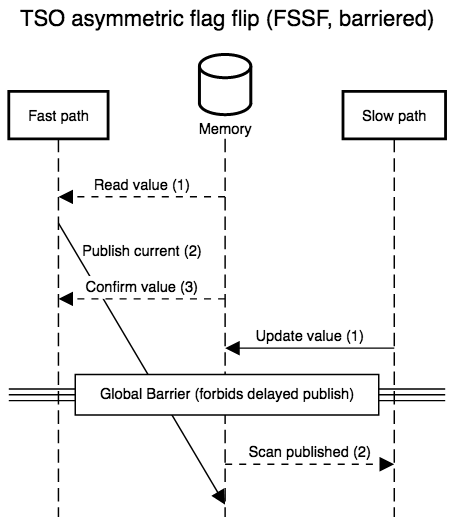 TSO asymmetric flag flip (FSSF, barriered)
Fast path
Memory
Slow path
Read value (1)
Publish current (2)
Confirm value (3)
Update value (1)
Global Barrier (forbids delayed publish)
Scan published (2)